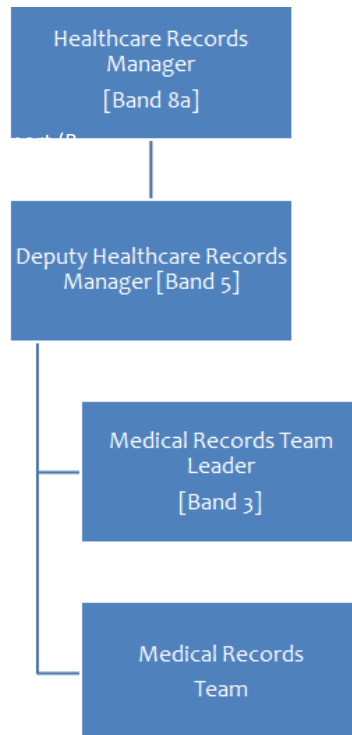 Healthcare Records
Manager
[Band 8a]
Deputy Healthcare Records
Manager [Band 5]
Medical Records Team
Leader
[Band 3]
Medical Records
Team